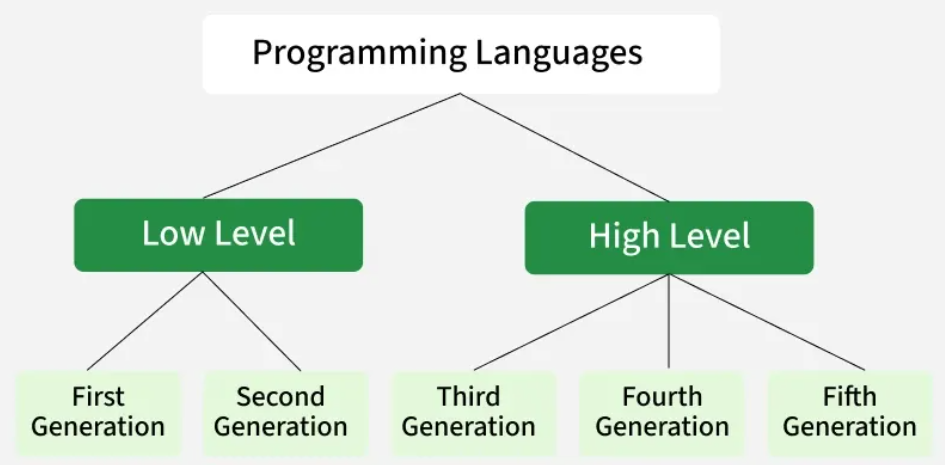 Programming Languages
Low Level
High Level
First
Generation
Second
Generation
Third
Generation
Fourth
Generation
Fifth
Generation